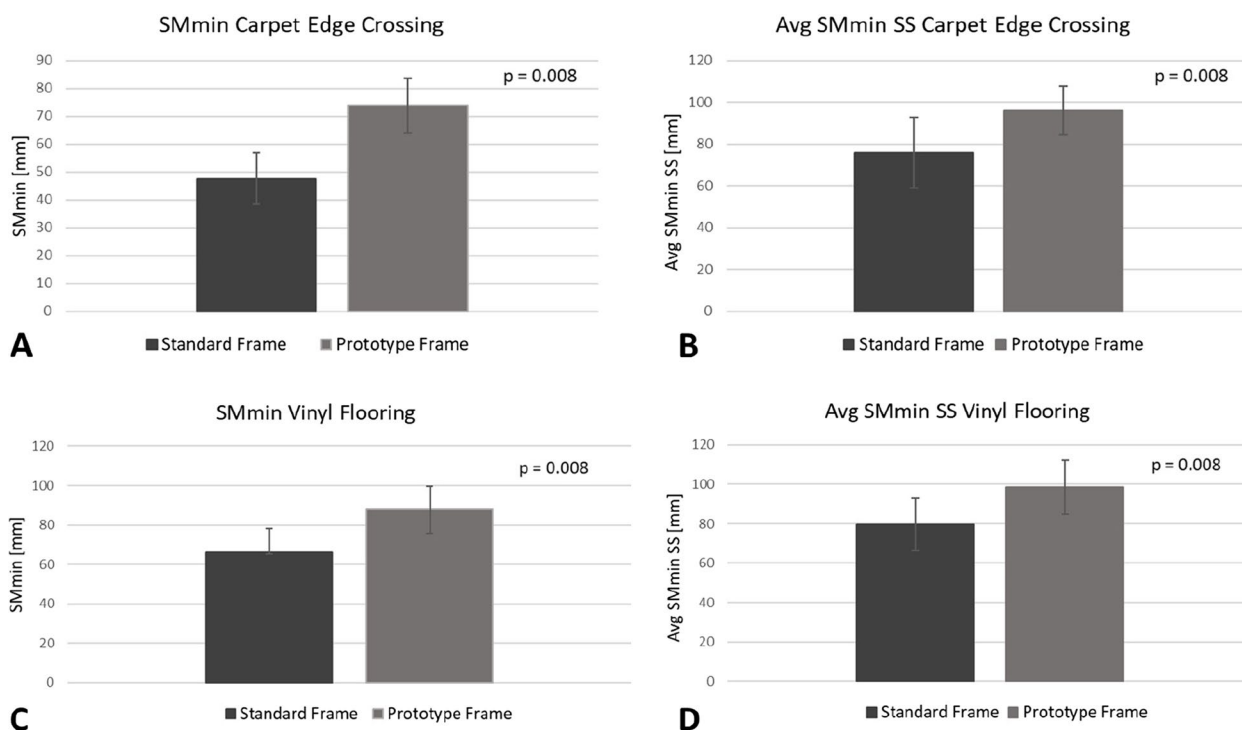 SMmin Carpet Edge Crossing
p = 0.008
SMmin [mm]
90
80
70
60
50
40
30
20
10
0
Standard Frame Prototype Frame
A
Avg SMmin SS Carpet Edge Crossing
p = 0.008
Avg SMmin SS [mm]
120
100
80
60
40
20
0
Standard Frame Prototype Frame
B
SMmin Vinyl Flooring
p = 0.008
SMmin [mm]
120
100
80
60
40
20
0
Standard Frame Prototype Frame
C
Avg SMmin SS Vinyl Flooring
p = 0.008
Avg SMmin SS [mm]
120
100
80
60
40
20
0
Standard Frame Prototype Frame
D